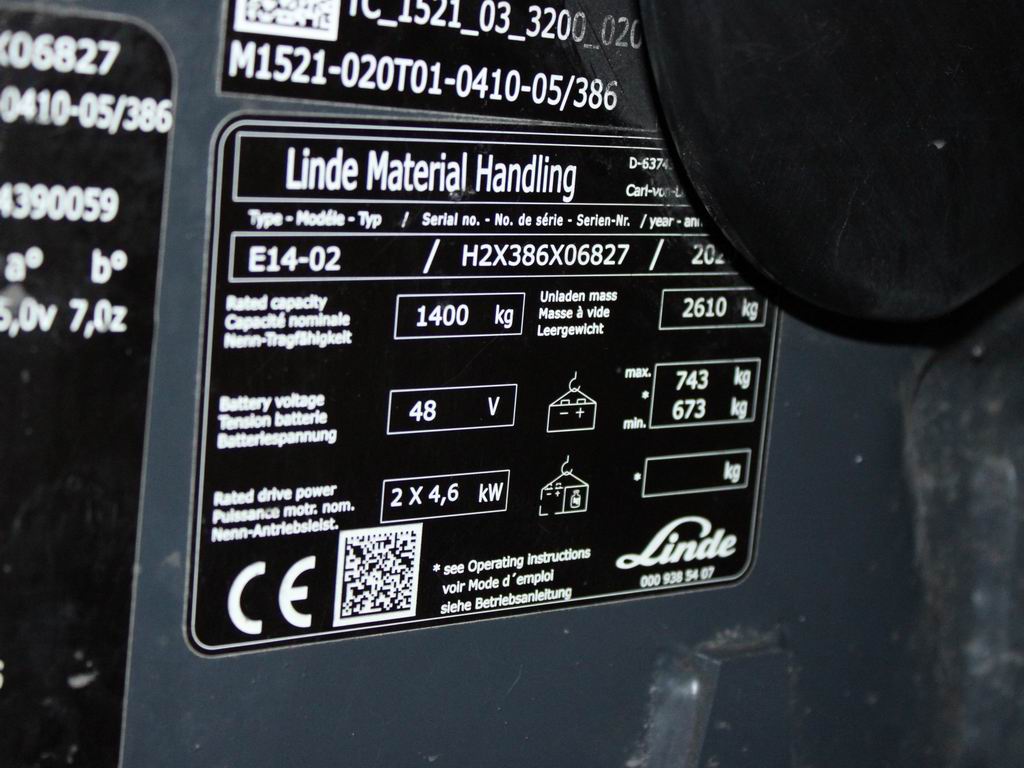 X06827
-0410-05/386
4390059
a° b°
5,0v 7,0z
TC_1521_03_3200_020
M1521-020T01-0410-05/386
Linde Material Handling
D-6374
Carl-von-L
Type - Modèle - Typ / Serial no. - No. de série - Serien-Nr. / year - an
E14-02 / H2X386X06827 / 202
Rated capacity
Capacité nominale
Nenn-Tragfähigkeit
1400 kg
Unladen mass
Masse à vide
Leergewicht
2610 kg
Battery voltage
Tension batterie
Batteriespannung
48 V
max. 743 kg
*
min. 673 kg
Rated drive power
Puissance motr. nom.
Nenn-Antriebsleist.
2 X 4,6 kW
* kg
CE
* see Operating instructions
voir Mode d´emploi
siehe Betriebsanleitung
Linde
000 938 54 07